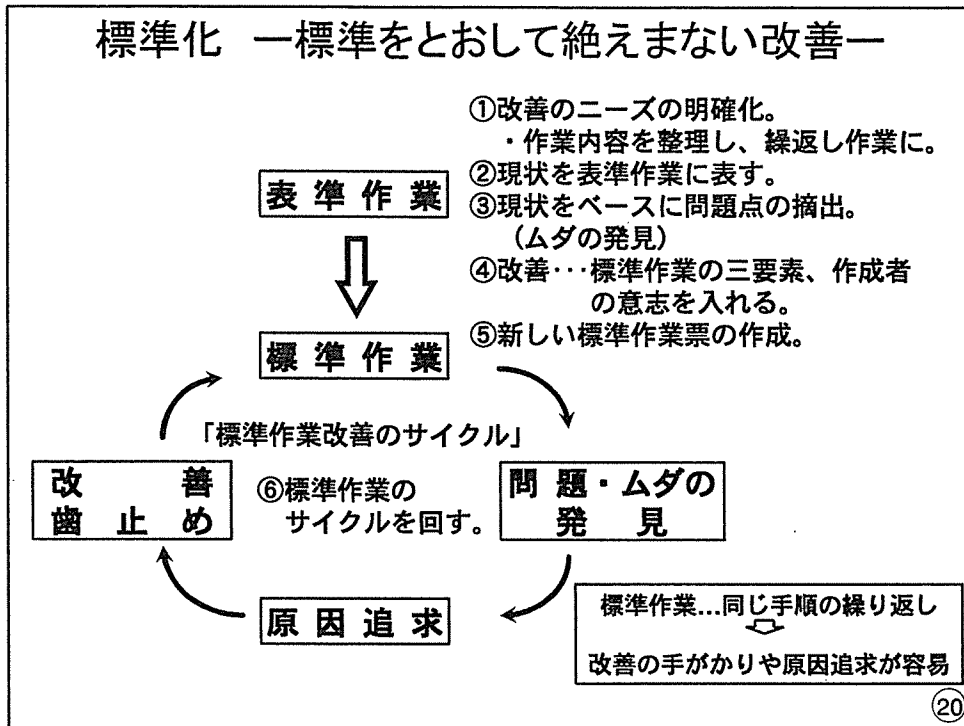 標準化 ー標準をとおして絶えまない改善ー
①改善のニーズの明確化。
・作業内容を整理し、繰返し作業に。
②現状を表準作業に表す。
③現状をベースに問題点の摘出。
(ムダの発見)
④改善･･･標準作業の三要素、作成者
の意志を入れる。
⑤新しい標準作業票の作成。
表準作業
標準作業
「標準作業改善のサイクル」
⑥標準作業の
サイクルを回す。
改善
歯止め
問題・ムダの
発見
原因追求
標準作業...同じ手順の繰り返し
改善の手がかりや原因追求が容易
⑳